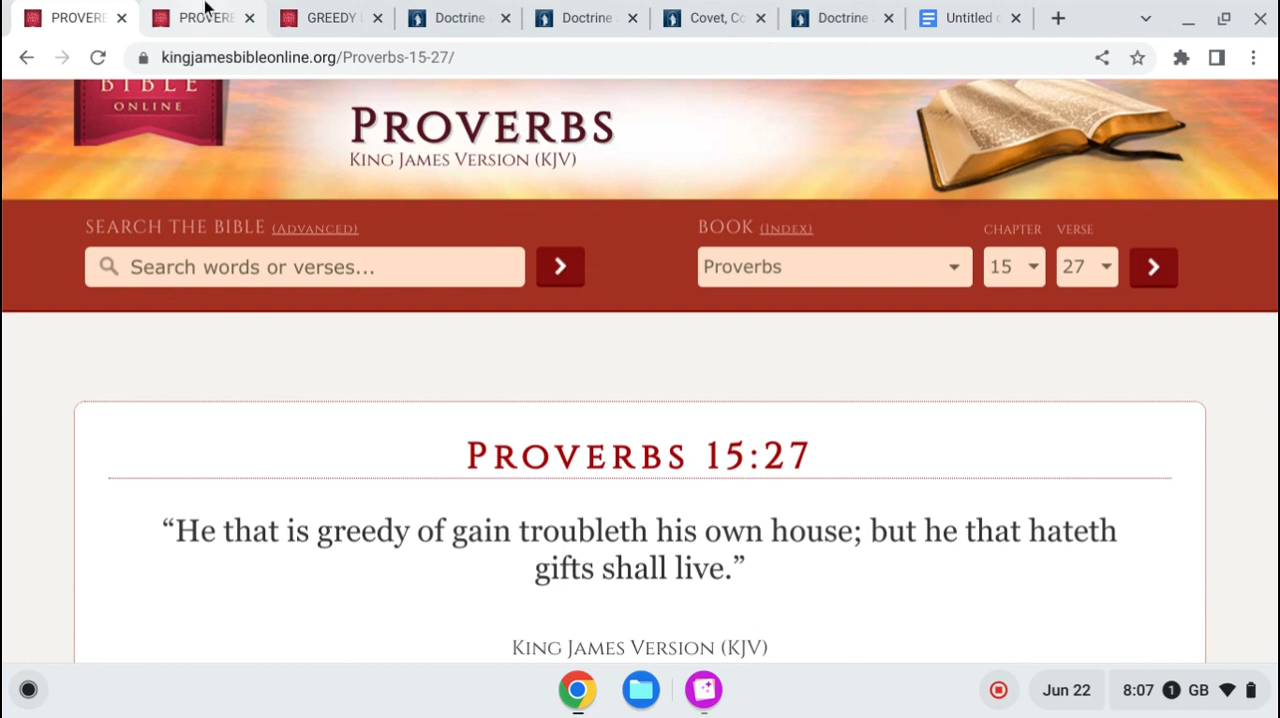 PROVERB
PROVERB
GREEDY
Doctrine
Doctrine
Covet, Co
Doctrine
Untitled d
kingjamesbibleonline.org/Proverbs-15-27/
BIBLE
ONLINE
PROVERBS
KING JAMES VERSION (KJV)
SEARCH THE BIBLE (ADVANCED)
BOOK (INDEX)
CHAPTER
VERSE
Search words or verses...
Proverbs
15
27
PROVERBS 15:27
“He that is greedy of gain troubleth his own house; but he that hateth
gifts shall live.”
KING JAMES VERSION (KJV)
Jun 22
8:07
1
GB